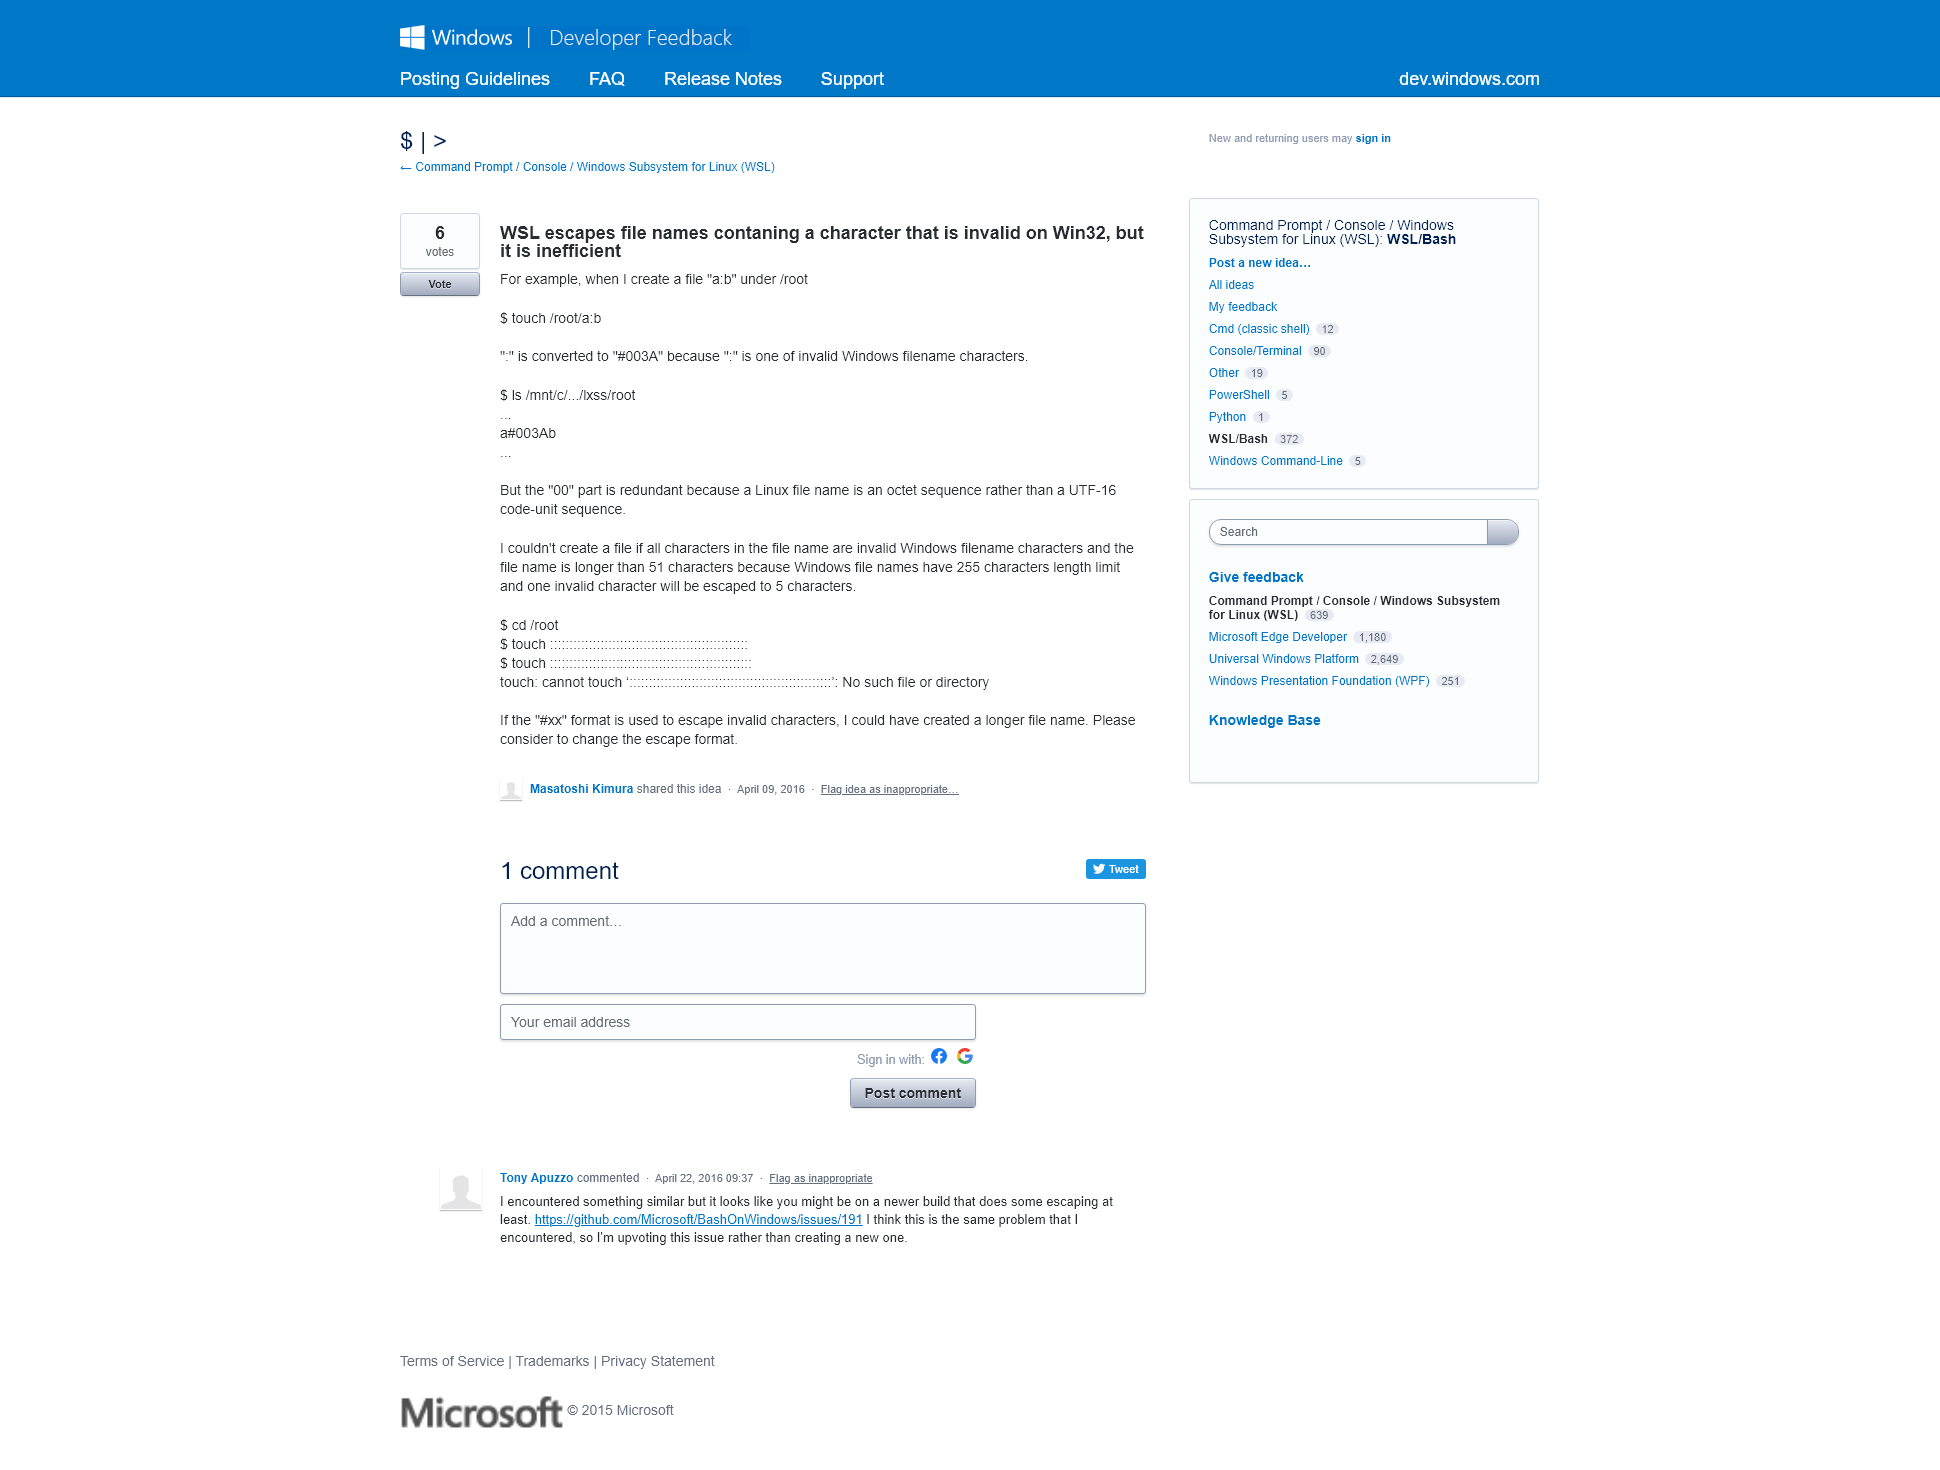 Windows | Developer Feedback
Posting Guidelines FAQ Release Notes Support dev.windows.com
$ | >
← Command Prompt / Console / Windows Subsystem for Linux (WSL)
New and returning users may sign in
6
votes
Vote
WSL escapes file names contaning a character that is invalid on Win32, but
it is inefficient
For example, when I create a file "a:b" under /root
$ touch /root/a:b
":" is converted to "#003A" because ":" is one of invalid Windows filename characters.
$ ls /mnt/c/.../lxss/root
...
a#003Ab
...
But the "00" part is redundant because a Linux file name is an octet sequence rather than a UTF-16
code-unit sequence.
I couldn't create a file if all characters in the file name are invalid Windows filename characters and the
file name is longer than 51 characters because Windows file names have 255 characters length limit
and one invalid character will be escaped to 5 characters.
$ cd /root
$ touch :::::::::::::::::::::::::::::::::::::::::::::::::::
$ touch ::::::::::::::::::::::::::::::::::::::::::::::::::::
touch: cannot touch ‘::::::::::::::::::::::::::::::::::::::::::::::::::::’: No such file or directory
If the "#xx" format is used to escape invalid characters, I could have created a longer file name. Please
consider to change the escape format.
Masatoshi Kimura shared this idea · April 09, 2016 · Flag idea as inappropriate…
1 comment
Tweet
Add a comment…
Your email address
Sign in with:
Post comment
Tony Apuzzo commented · April 22, 2016 09:37 · Flag as inappropriate
I encountered something similar but it looks like you might be on a newer build that does some escaping at
least. https://github.com/Microsoft/BashOnWindows/issues/191 I think this is the same problem that I
encountered, so I'm upvoting this issue rather than creating a new one.
Command Prompt / Console / Windows
Subsystem for Linux (WSL): WSL/Bash
Post a new idea…
All ideas
My feedback
Cmd (classic shell) 12
Console/Terminal 90
Other 19
PowerShell 5
Python 1
WSL/Bash 372
Windows Command-Line 5
Search
Give feedback
Command Prompt / Console / Windows Subsystem
for Linux (WSL) 639
Microsoft Edge Developer 1,180
Universal Windows Platform 2,649
Windows Presentation Foundation (WPF) 251
Knowledge Base
Terms of Service | Trademarks | Privacy Statement
Microsoft © 2015 Microsoft